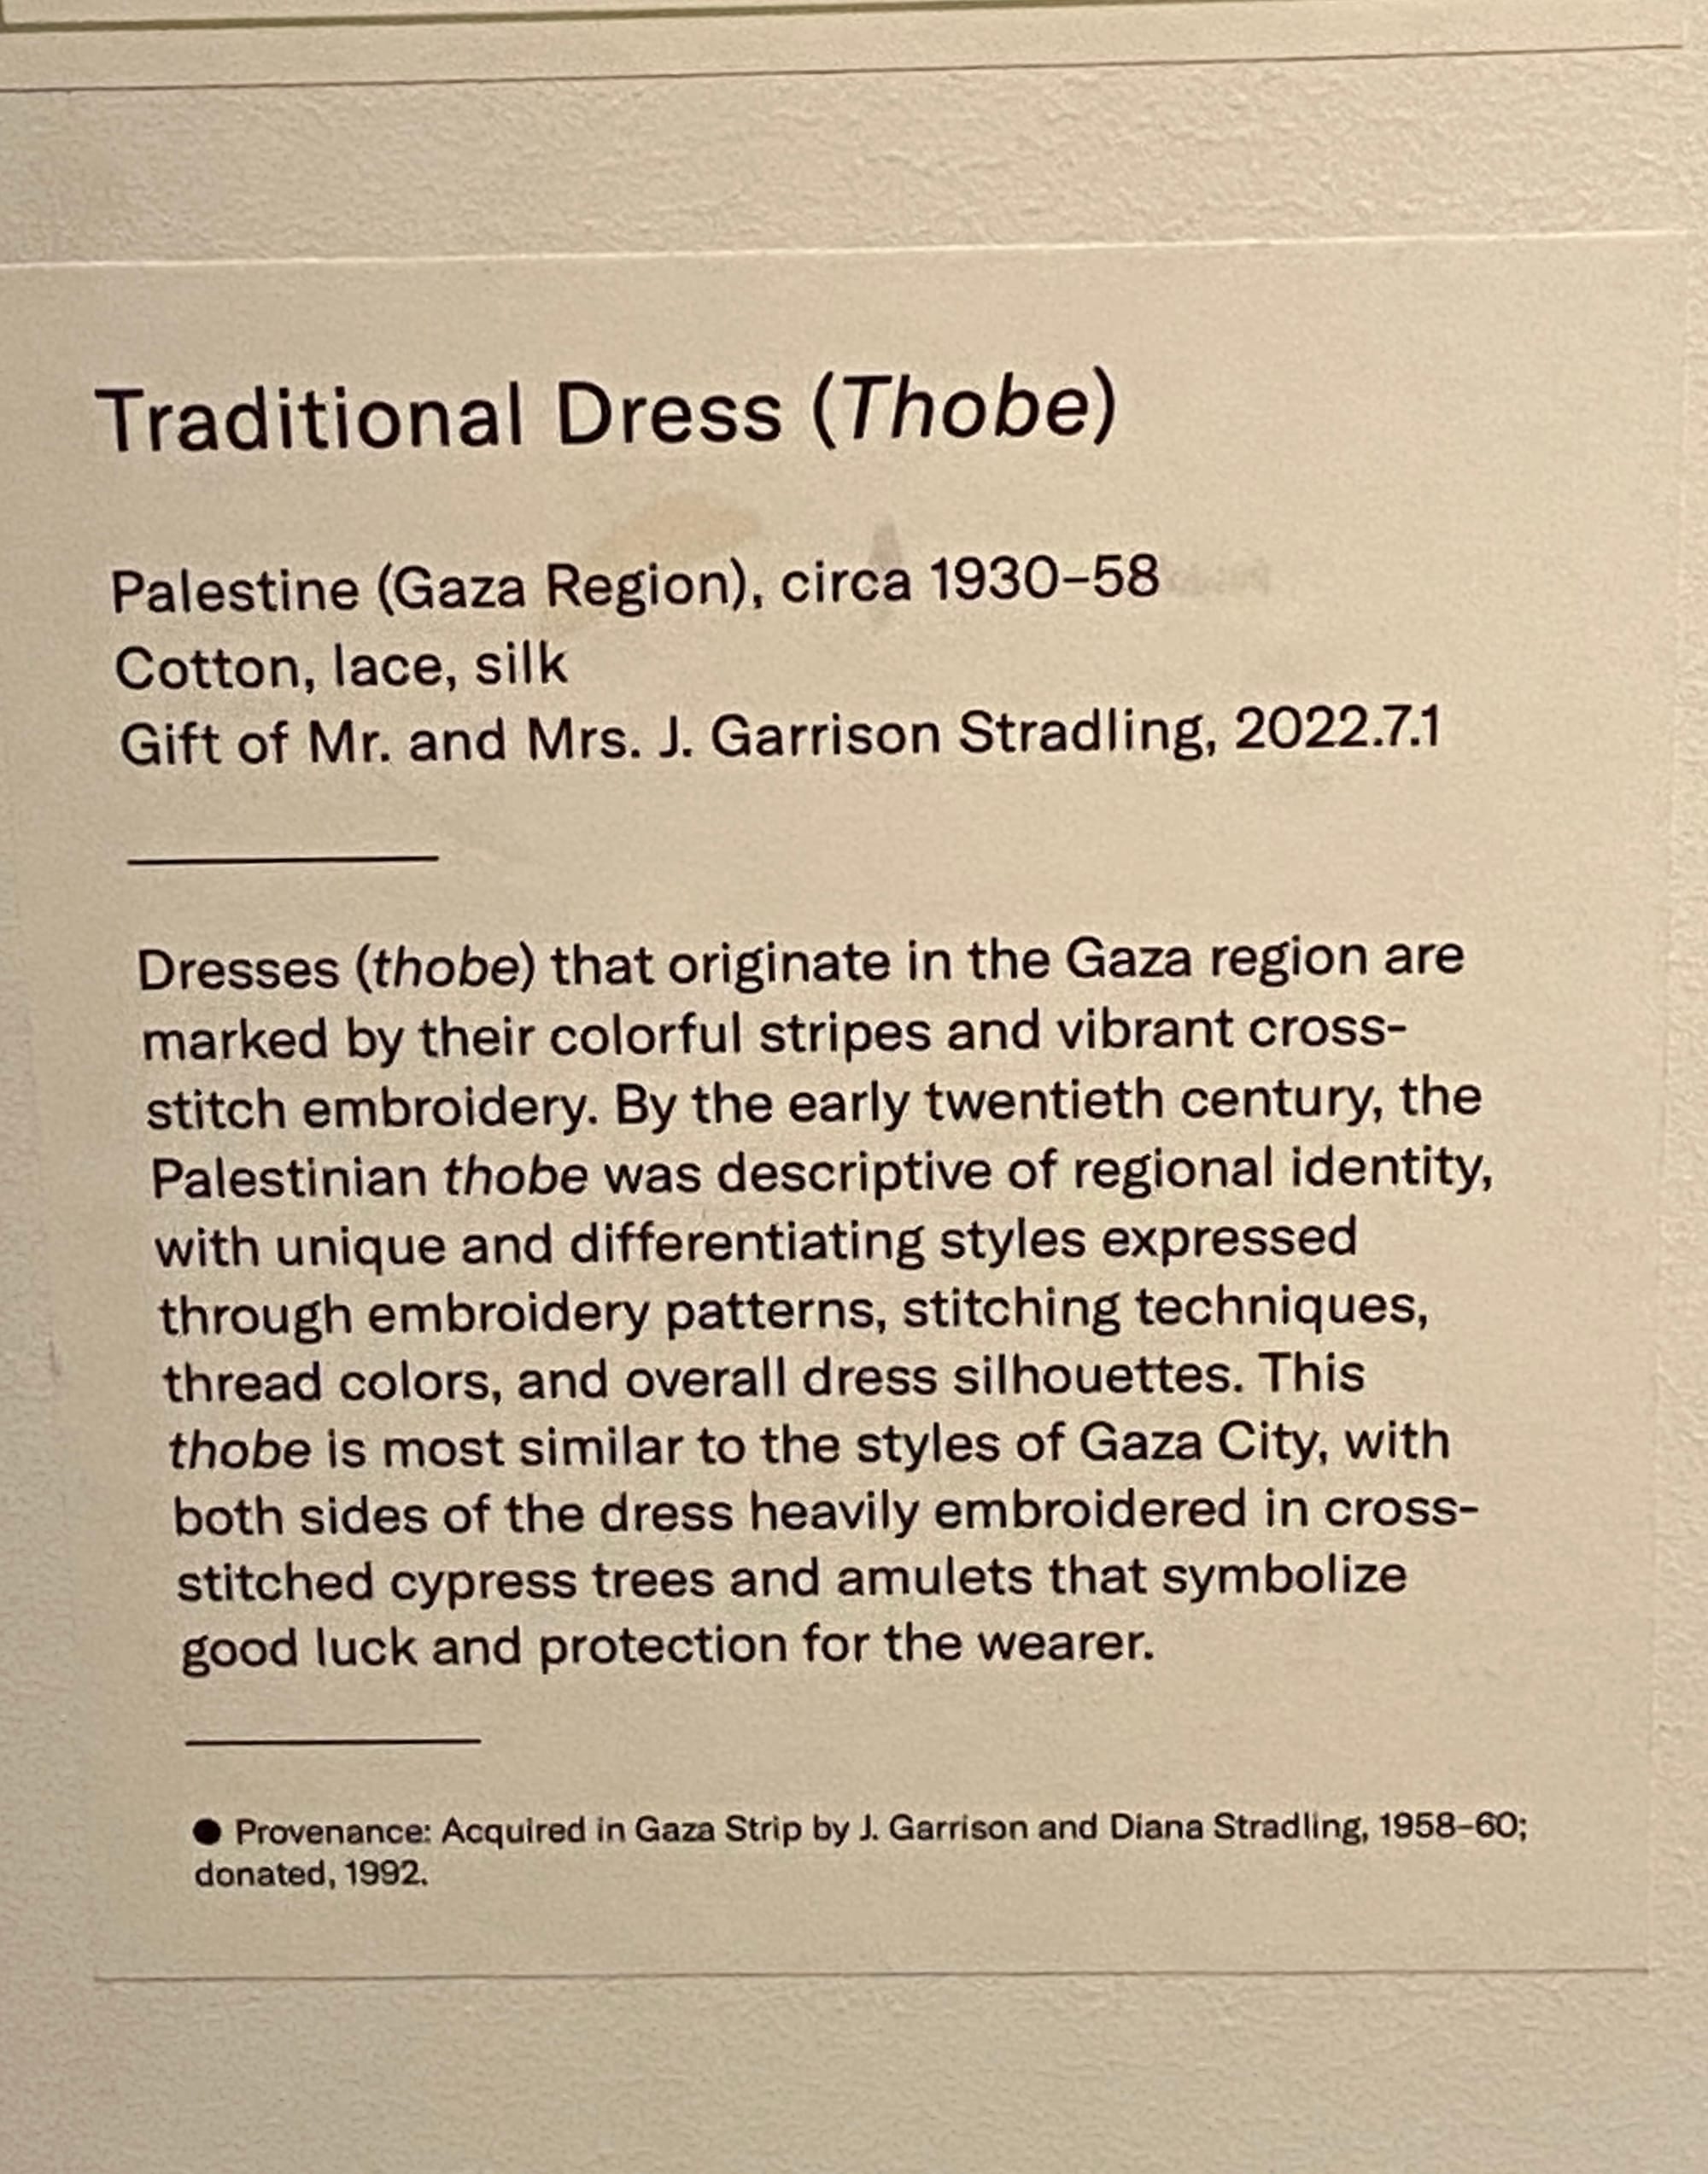 Traditional Dress (Thobe)
Palestine (Gaza Region), circa 1930–58
Cotton, lace, silk
Gift of Mr. and Mrs. J. Garrison Stradling, 2022.7.1
Dresses (thobe) that originate in the Gaza region are
marked by their colorful stripes and vibrant cross-
stitch embroidery. By the early twentieth century, the
Palestinian thobe was descriptive of regional identity,
with unique and differentiating styles expressed
through embroidery patterns, stitching techniques,
thread colors, and overall dress silhouettes. This
thobe is most similar to the styles of Gaza City, with
both sides of the dress heavily embroidered in cross-
stitched cypress trees and amulets that symbolize
good luck and protection for the wearer.
● Provenance: Acquired in Gaza Strip by J. Garrison and Diana Stradling, 1958–60;
donated, 1992.